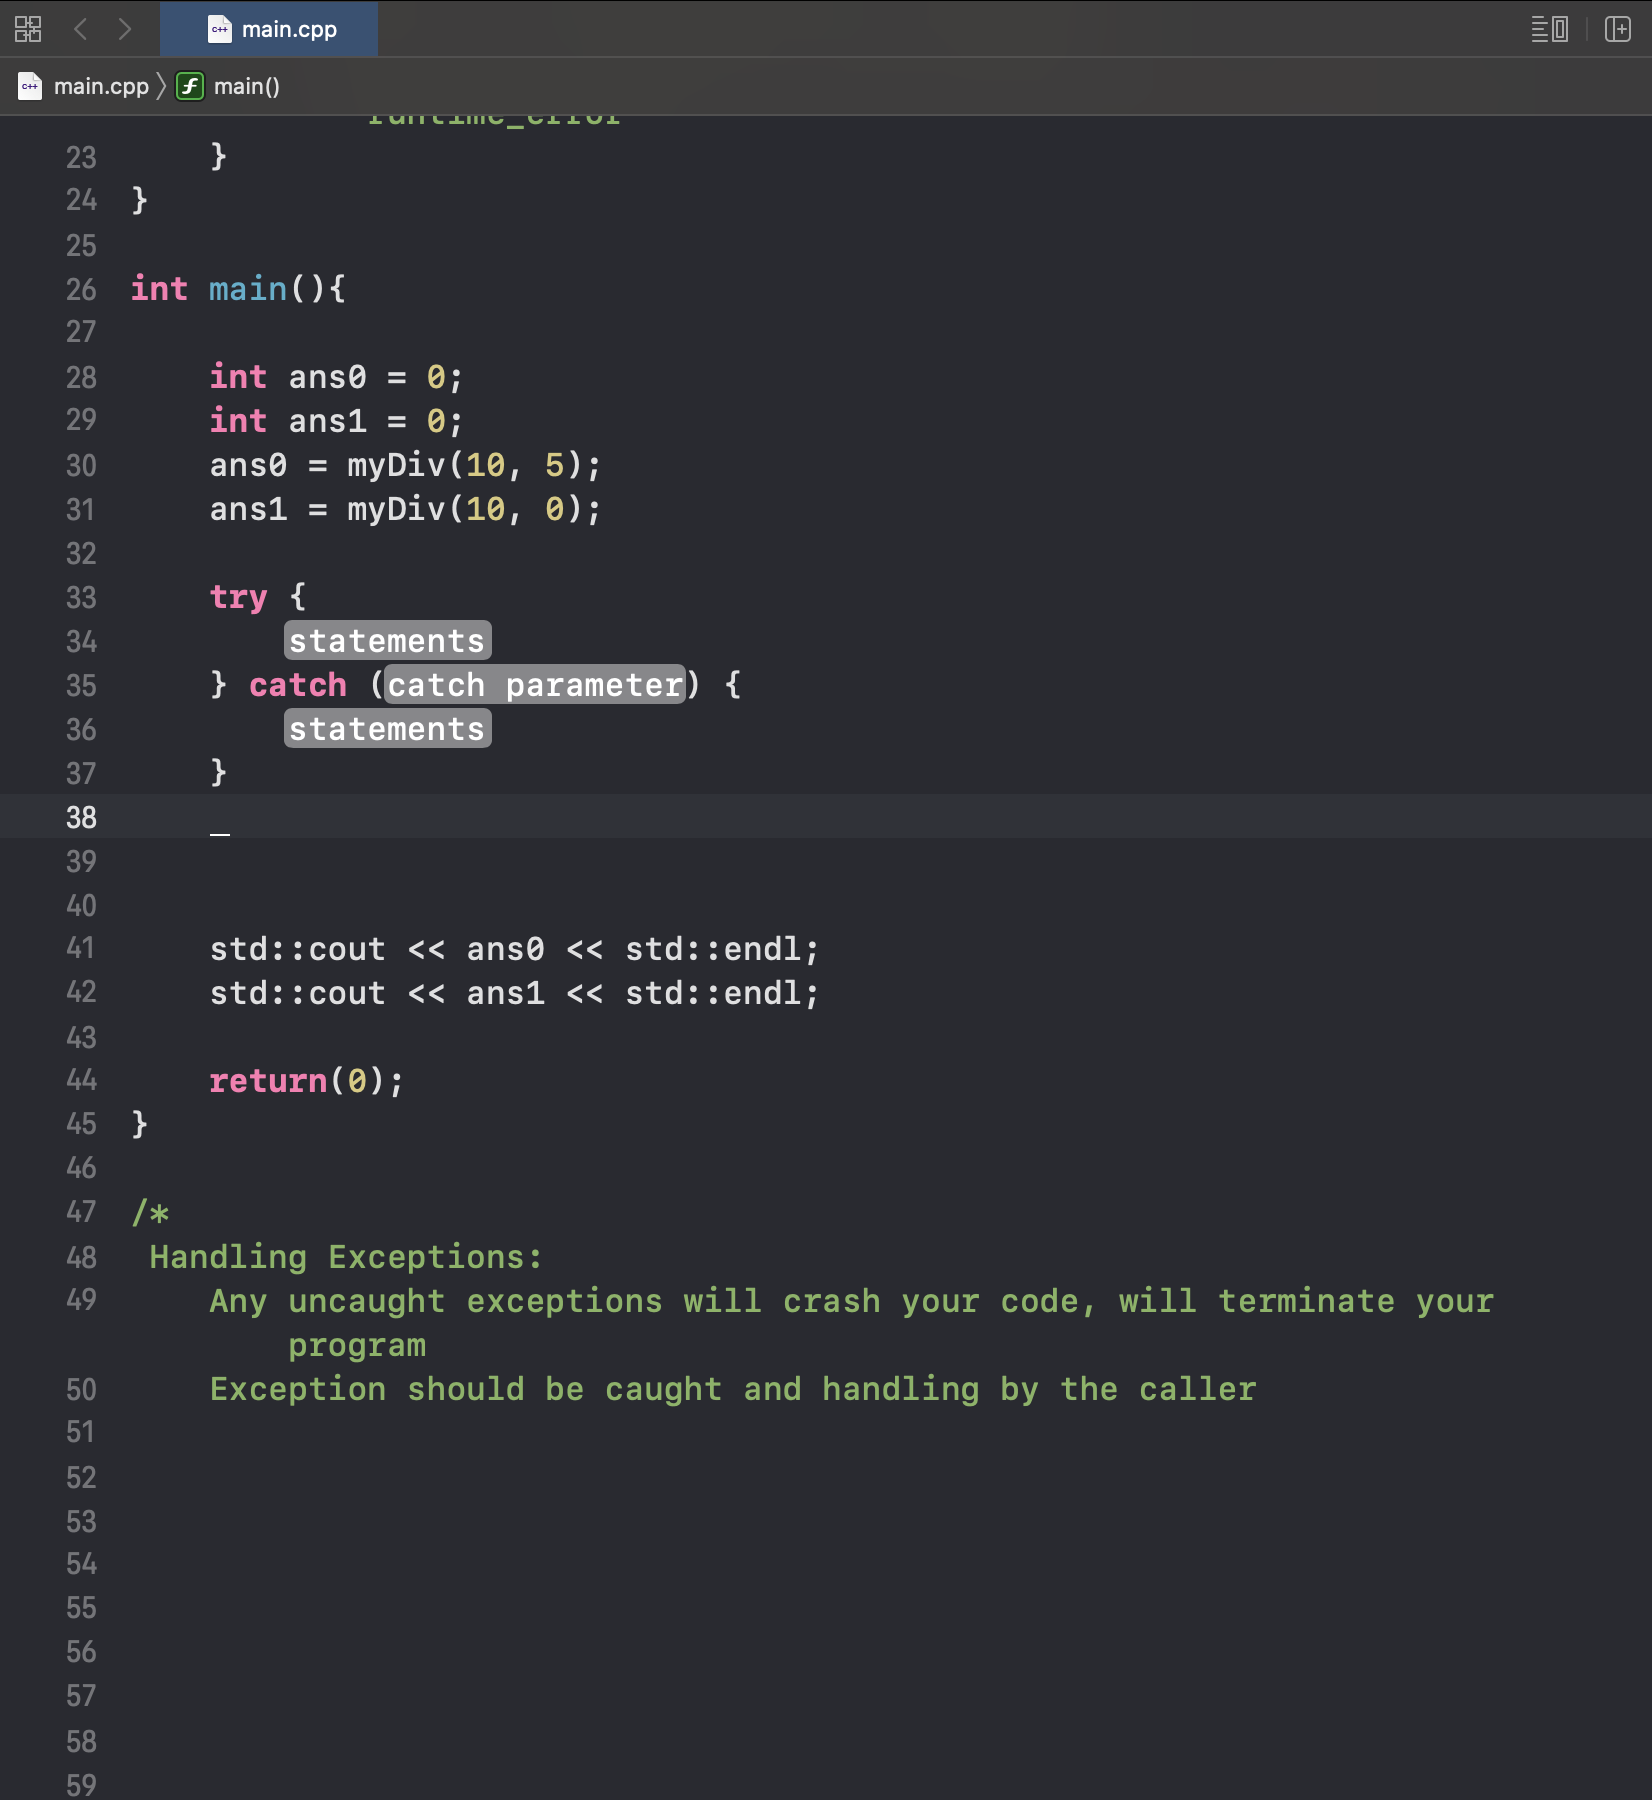 main.cpp
main.cpp main()
runtime_error
23 }
24 }
25
26 int main(){
27
28 int ans0 = 0;
29 int ans1 = 0;
30 ans0 = myDiv(10, 5);
31 ans1 = myDiv(10, 0);
32
33 try {
34 statements
35 } catch (catch parameter) {
36 statements
37 }
38
39
40
41 std::cout << ans0 << std::endl;
42 std::cout << ans1 << std::endl;
43
44 return(0);
45 }
46
47 /*
48 Handling Exceptions:
49 Any uncaught exceptions will crash your code, will terminate your
program
50 Exception should be caught and handling by the caller
51
52
53
54
55
56
57
58
59